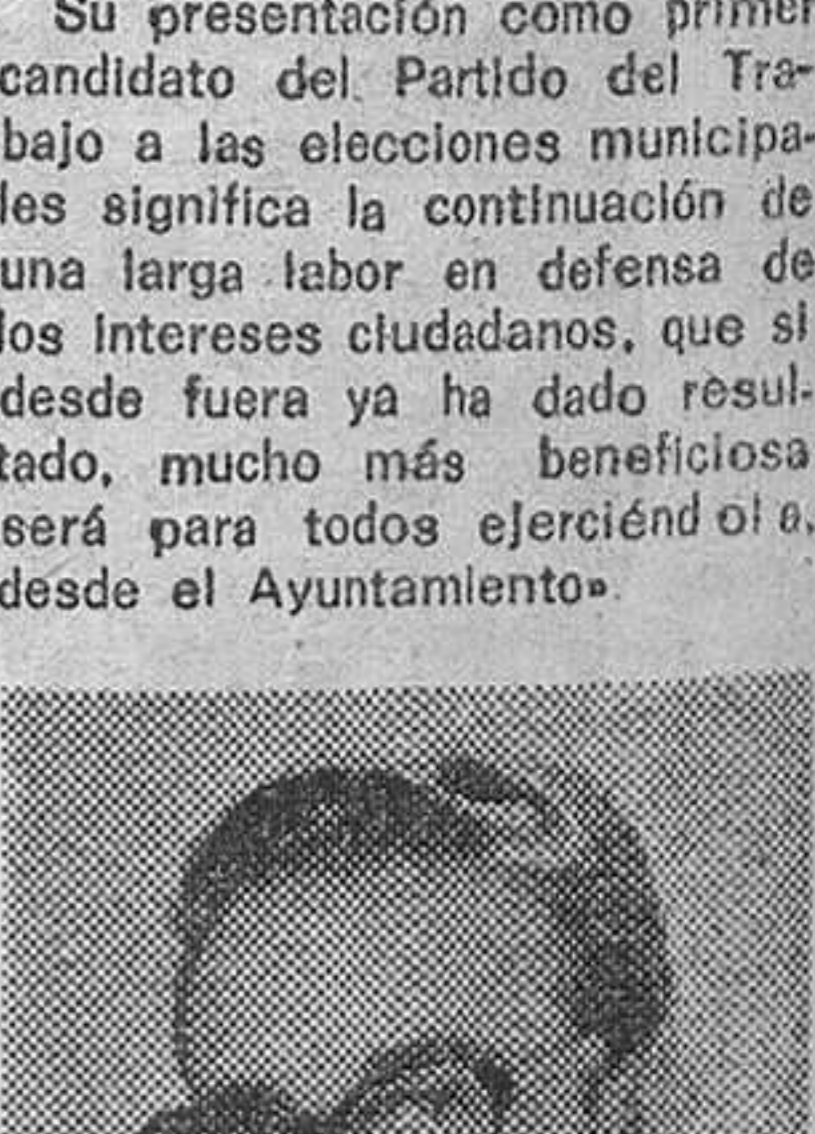 Su presentación como primer
candidato del Partido del Tra-
bajo a las elecciones municipa-
les significa la continuación de
una larga labor en defensa de
los intereses ciudadanos, que si
desde fuera ya ha dado resul-
tado, mucho más beneficiosa
será para todos ejerciéndola,
desde el Ayuntamiento».